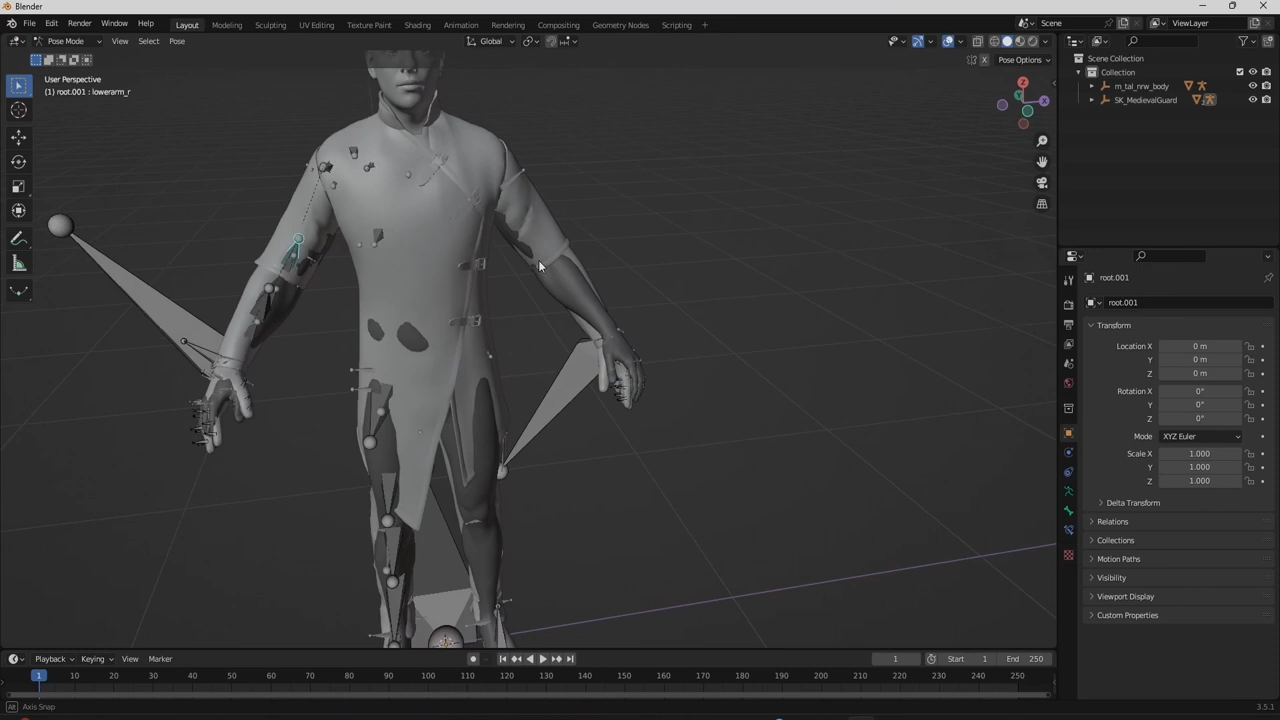 Blender
File Edit Render Window Help Layout Modeling Sculpting UV Editing Texture Paint Shading Animation Rendering Compositing Geometry Nodes Scripting + Scene ViewLayer
Pose Mode View Select Pose Global
X Pose Options
User Perspective
(1) root.001 : lowerarm_r
Z
Y
X
Scene Collection
Collection
m_tal_nrw_body
SK_MedievalGuard
root.001
root.001
Transform
Location X 0 m
Y 0 m
Z 0 m
Rotation X 0°
Y 0°
Z 0°
Mode XYZ Euler
Scale X 1.000
Y 1.000
Z 1.000
Delta Transform
Relations
Collections
Motion Paths
Visibility
Viewport Display
Custom Properties
Playback Keying View Marker 1 Start 1 End 250
1 10 20 30 40 50 60 70 80 90 100 110 120 130 140 150 160 170 180 190 200 210 220 230 240 250
Alt Axis Snap 3.5.1